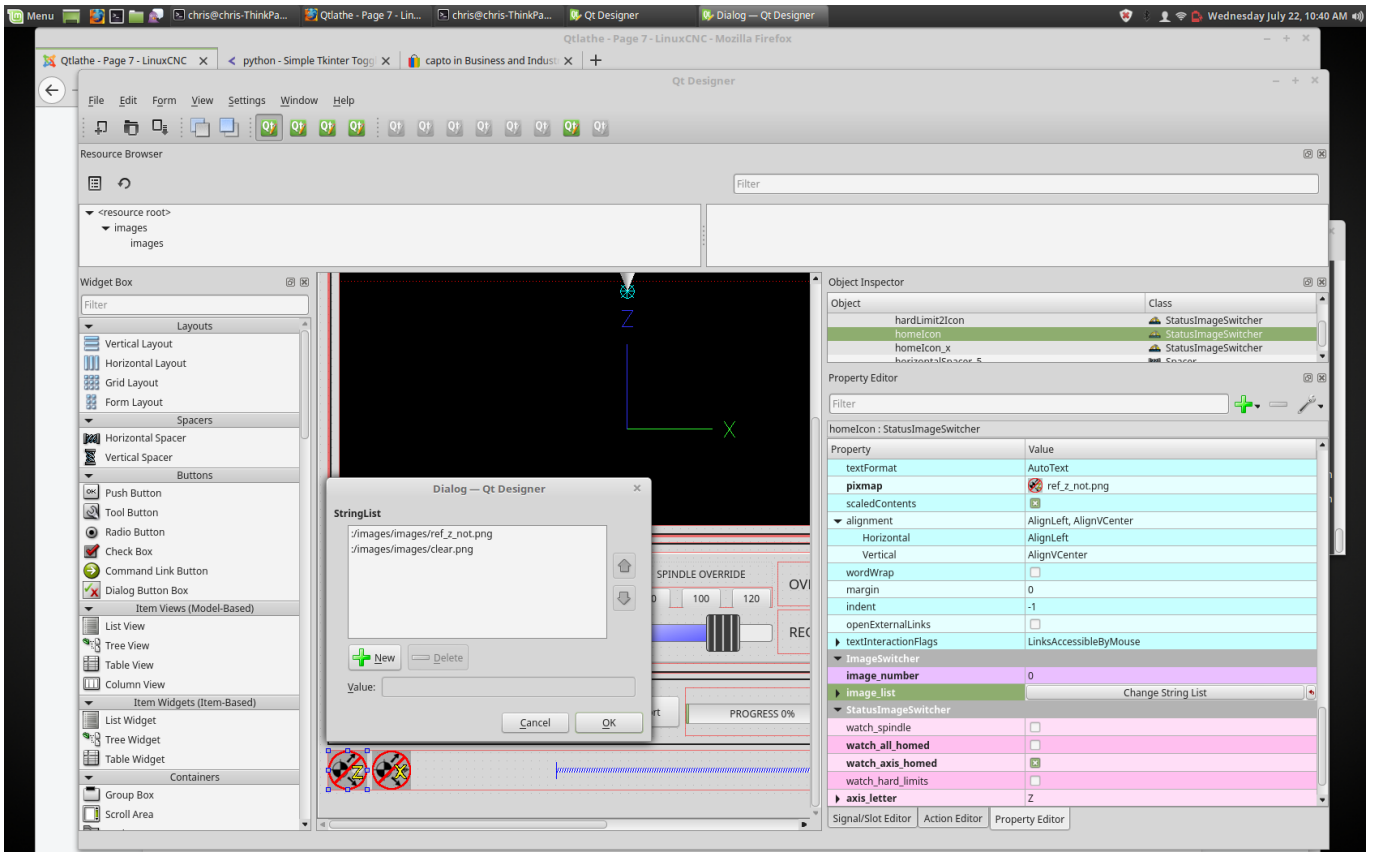 Menu
chris@chris-ThinkPa...
Qtlathe - Page 7 - Lin...
chris@chris-ThinkPa...
Qt Designer
Dialog — Qt Designer
Wednesday July 22, 10:40 AM
Qtlathe - Page 7 - LinuxCNC - Mozilla Firefox
Qtlathe - Page 7 - LinuxCNC
python - Simple Tkinter Togg
capto in Business and Indust
Qt Designer
File Edit Form View Settings Window Help
Resource Browser
Filter
<resource root>
images
images
Widget Box
Filter
Layouts
Vertical Layout
Horizontal Layout
Grid Layout
Form Layout
Spacers
Horizontal Spacer
Vertical Spacer
Buttons
Push Button
Tool Button
Radio Button
Check Box
Command Link Button
Dialog Button Box
Item Views (Model-Based)
List View
Tree View
Table View
Column View
Item Widgets (Item-Based)
List Widget
Tree Widget
Table Widget
Containers
Group Box
Scroll Area
Z
X
Dialog — Qt Designer
StringList
:/images/images/ref_z_not.png
:/images/images/clear.png
New
Delete
Value:
Cancel
OK
SPINDLE OVERRIDE
100
120
PROGRESS 0%
Z
X
Object Inspector
Object Class
hardLimit2Icon StatusImageSwitcher
homeIcon StatusImageSwitcher
homeIcon_x StatusImageSwitcher
horizontalSpacer_5 Spacer
Property Editor
Filter
homeIcon : StatusImageSwitcher
Property Value
textFormat AutoText
pixmap ref_z_not.png
scaledContents
alignment AlignLeft, AlignVCenter
Horizontal AlignLeft
Vertical AlignVCenter
wordWrap
margin 0
indent -1
openExternalLinks
textInteractionFlags LinksAccessibleByMouse
ImageSwitcher
image_number 0
image_list Change String List
StatusImageSwitcher
watch_spindle
watch_all_homed
watch_axis_homed
watch_hard_limits
axis_letter Z
Signal/Slot Editor Action Editor Property Editor